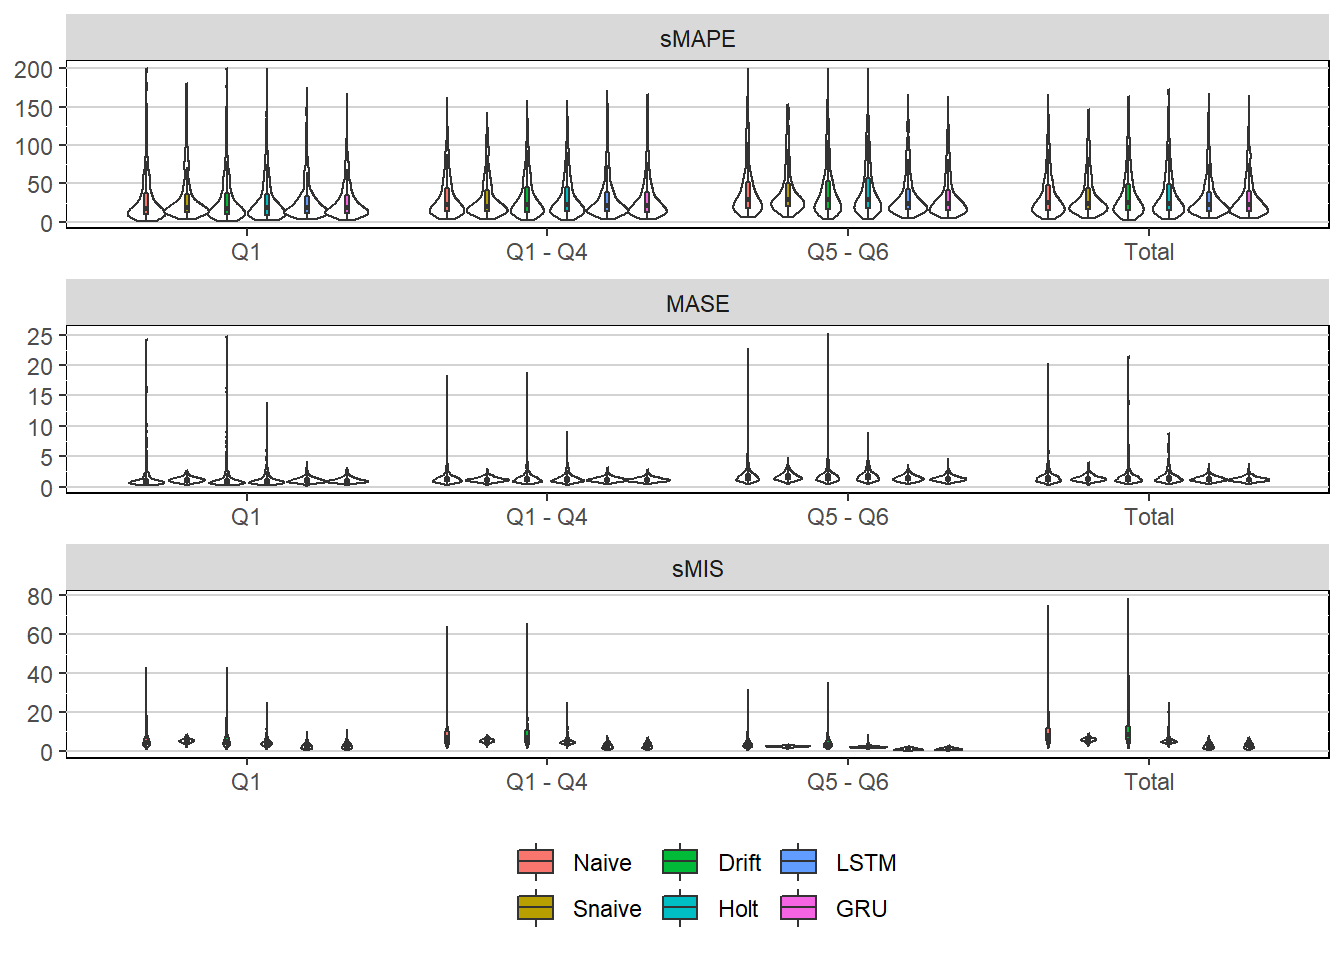 sMAPE
200
150
100
50
0
Q1 Q1 - Q4 Q5 - Q6 Total
MASE
25
20
15
10
5
0
Q1 Q1 - Q4 Q5 - Q6 Total
sMIS
80
60
40
20
0
Q1 Q1 - Q4 Q5 - Q6 Total
Naive Drift LSTM
Snaive Holt GRU